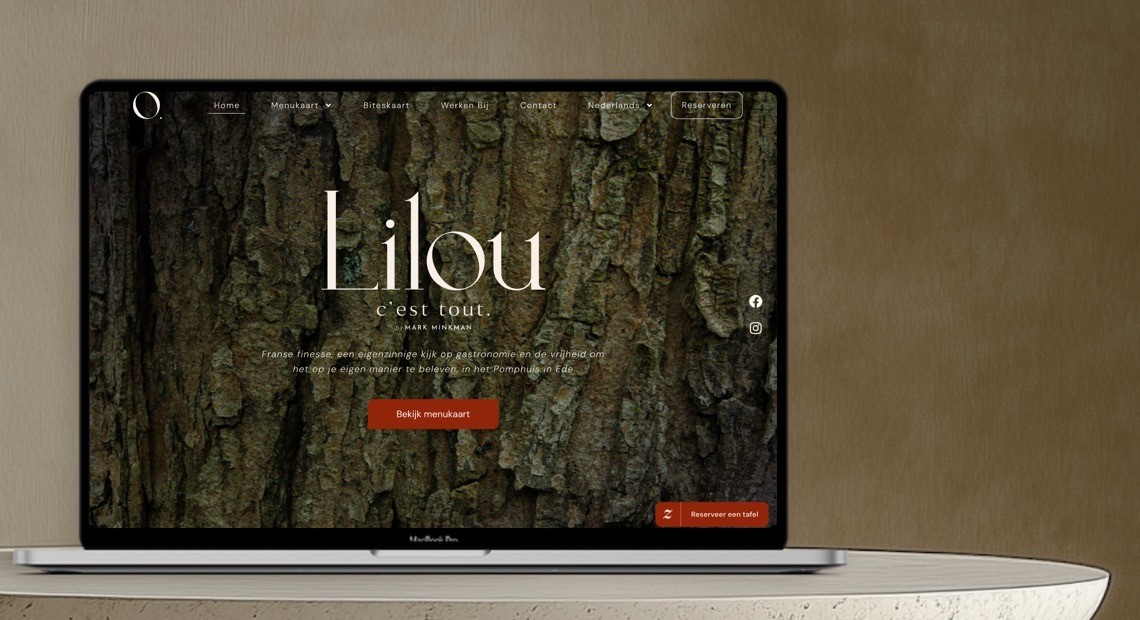 O.
Home
Menukaart
Biteskaart
Werken Bij
Contact
Nederlands
Reserveren
Lilou
c'est tout.
by MARK MINKMAN
Franse finesse, een eigenzinnige kijk op gastronomie en de vrijheid om
het op je eigen manier te beleven, in het Pomphuis in Ede
Bekijk menukaart
Z
Reserveer een tafel
MacBook Pro